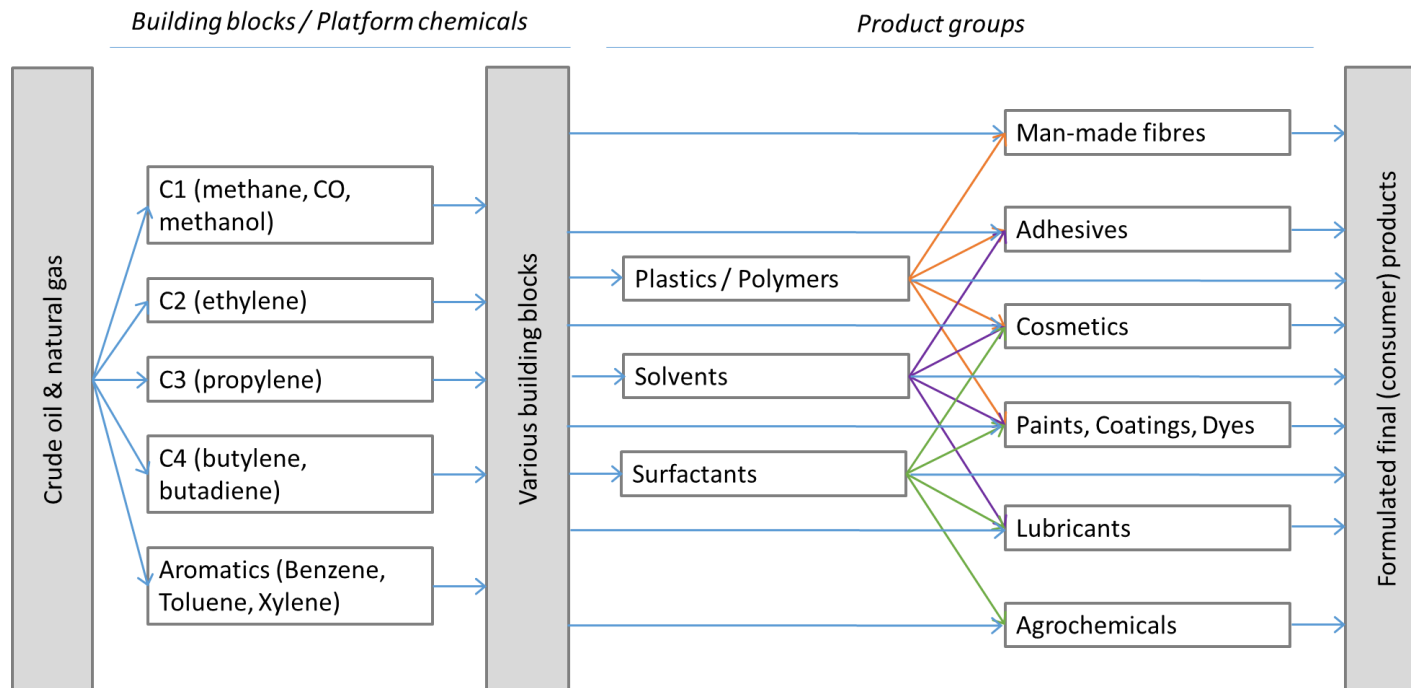 Building blocks / Platform chemicals
Product groups
Crude oil & natural gas
C1 (methane, CO,
methanol)
C2 (ethylene)
C3 (propylene)
C4 (butylene,
butadiene)
Aromatics (Benzene,
Toluene, Xylene)
Various building blocks
Plastics / Polymers
Solvents
Surfactants
Man-made fibres
Adhesives
Cosmetics
Paints, Coatings, Dyes
Lubricants
Agrochemicals
Formulated final (consumer) products